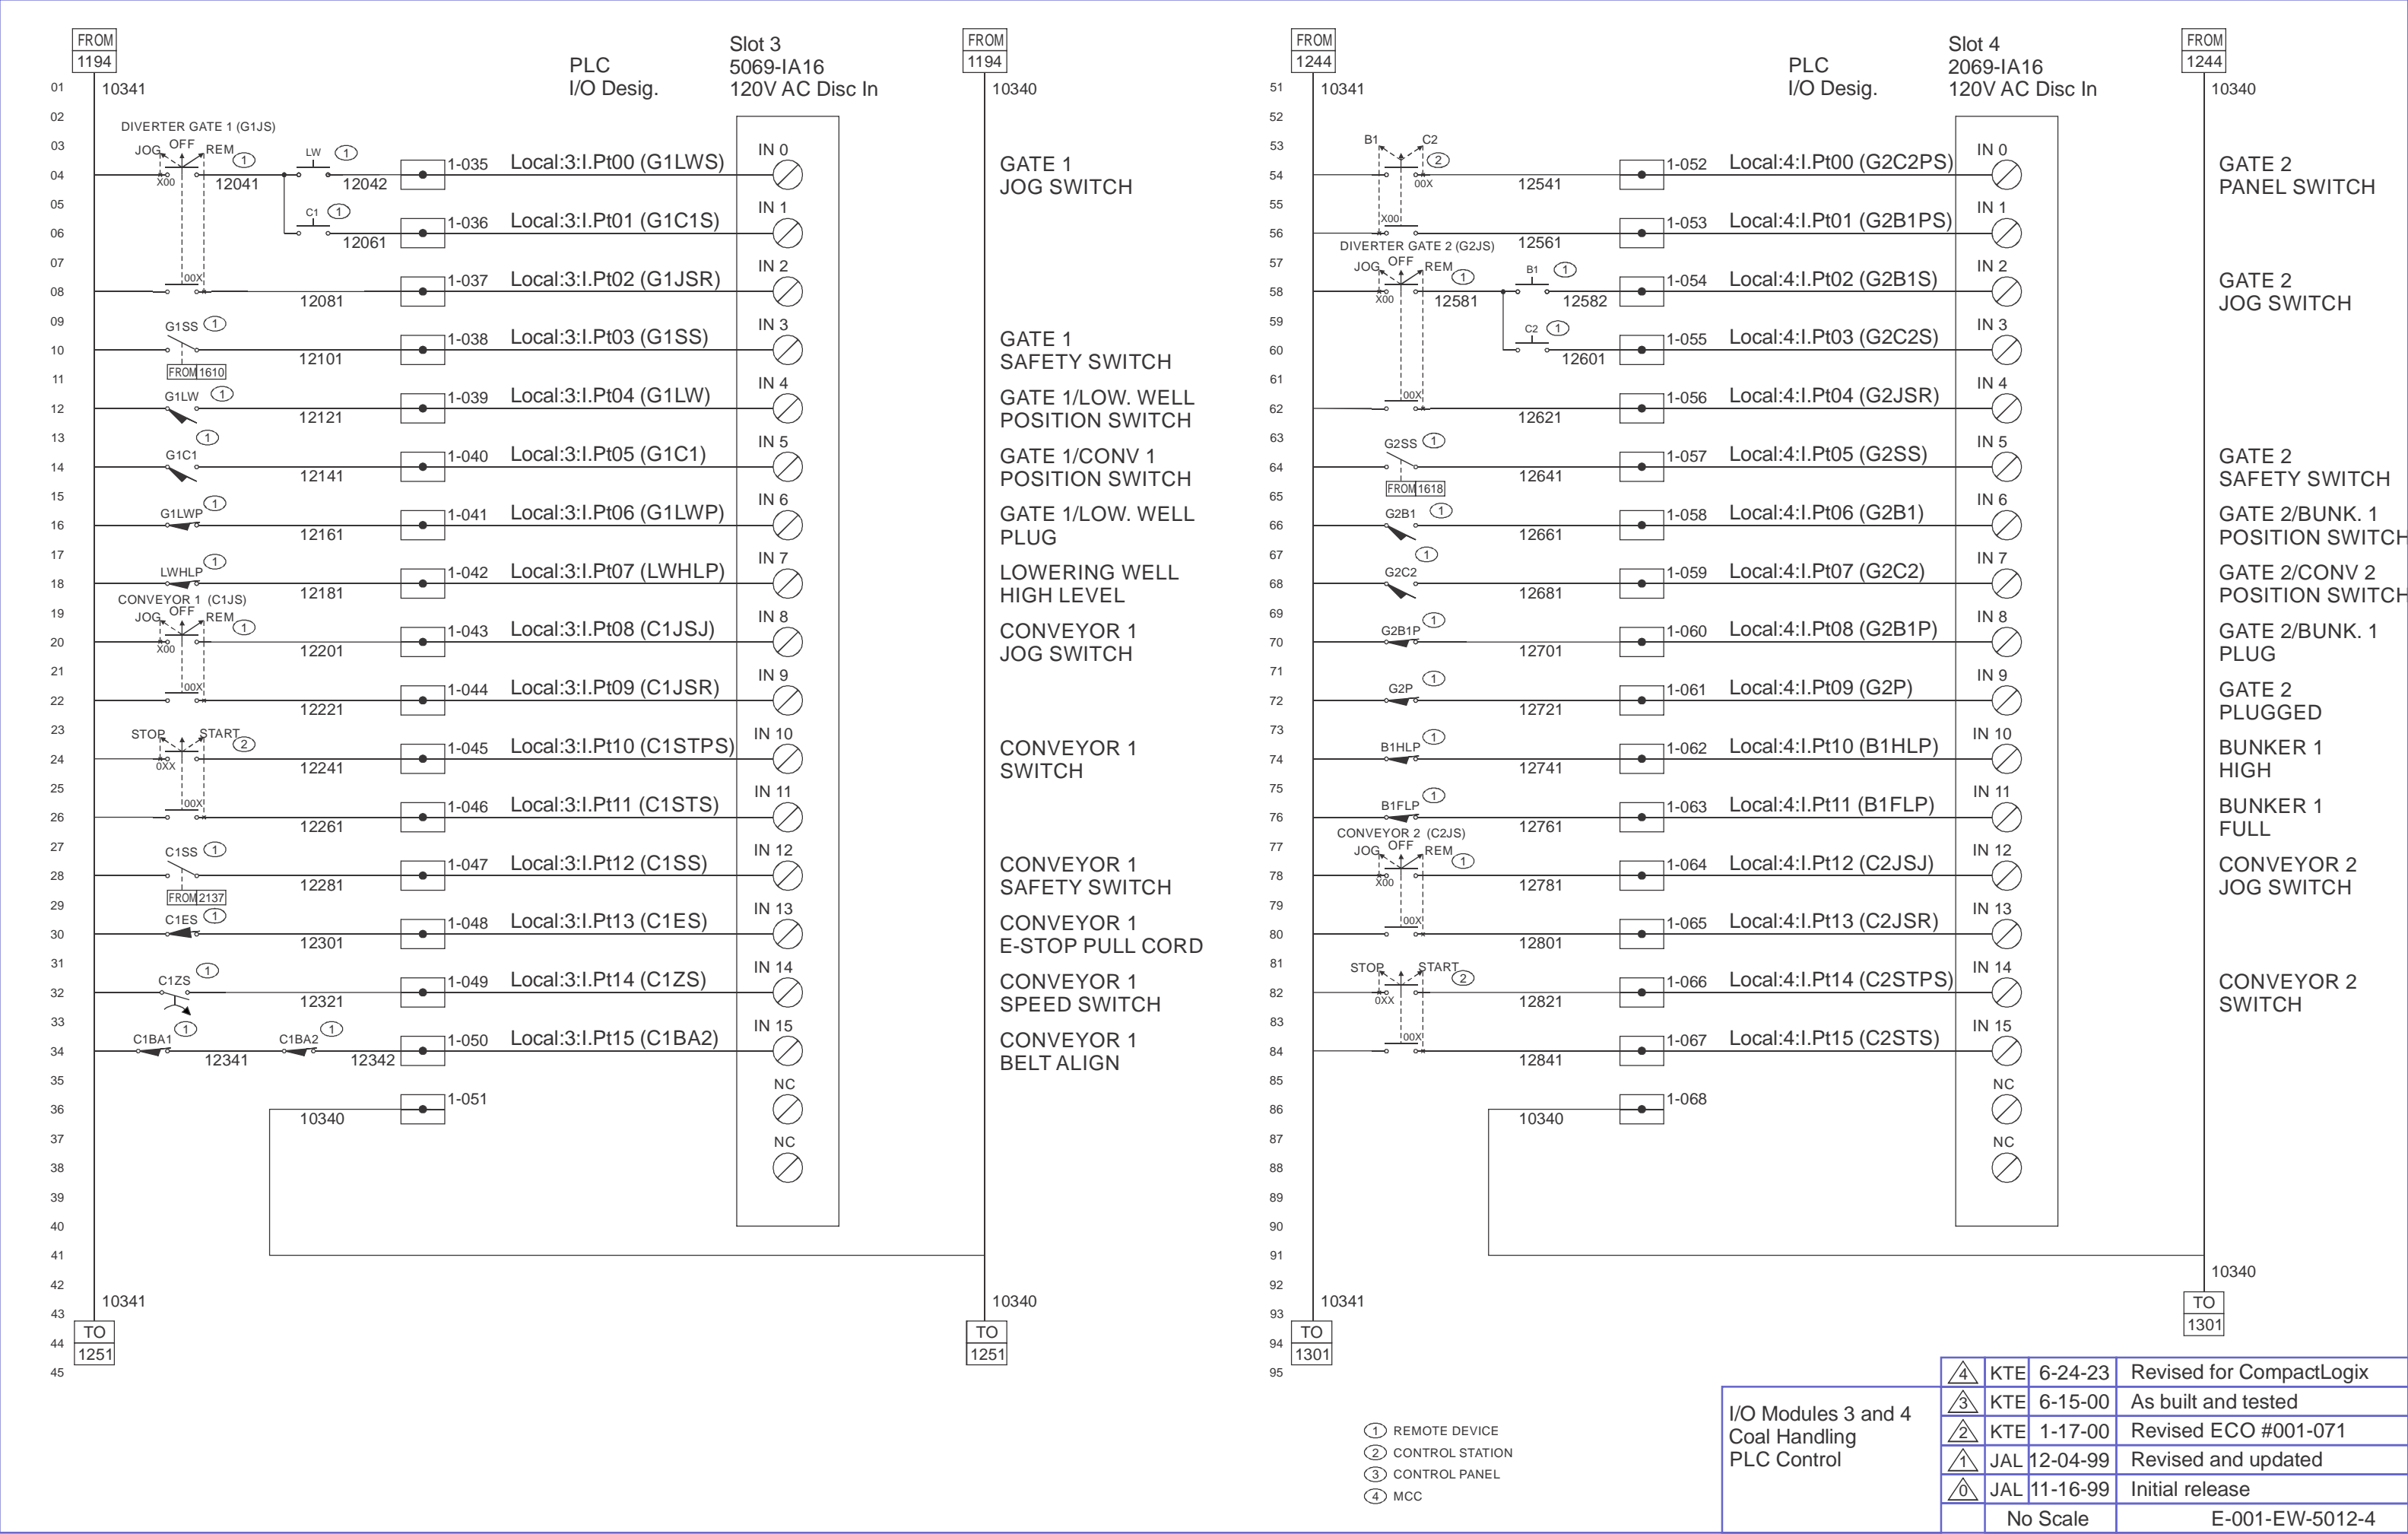 FROM
1194
10341
PLC
I/O Desig.
Slot 3
5069-IA16
120V AC Disc In
FROM
1194
10340
01
02
03
04
05
06
07
08
09
10
11
12
13
14
15
16
17
18
19
20
21
22
23
24
25
26
27
28
29
30
31
32
33
34
35
36
37
38
39
40
41
42
43
44
45
DIVERTER GATE 1 (G1JS)
JOG OFF REM 1
X00
12041
LW 1
12042
1-035
Local:3:I.Pt00 (G1LWS)
IN 0
GATE 1
JOG SWITCH
C1 1
12061
1-036
Local:3:I.Pt01 (G1C1S)
IN 1
00X
12081
1-037
Local:3:I.Pt02 (G1JSR)
IN 2
G1SS 1
FROM 1610
12101
1-038
Local:3:I.Pt03 (G1SS)
IN 3
GATE 1
SAFETY SWITCH
G1LW 1
12121
1-039
Local:3:I.Pt04 (G1LW)
IN 4
GATE 1/LOW. WELL
POSITION SWITCH
1
G1C1
12141
1-040
Local:3:I.Pt05 (G1C1)
IN 5
GATE 1/CONV 1
POSITION SWITCH
G1LWP 1
12161
1-041
Local:3:I.Pt06 (G1LWP)
IN 6
GATE 1/LOW. WELL
PLUG
LWHLP 1
12181
1-042
Local:3:I.Pt07 (LWHLP)
IN 7
LOWERING WELL
HIGH LEVEL
CONVEYOR 1 (C1JS)
JOG OFF REM 1
X00
12201
1-043
Local:3:I.Pt08 (C1JSJ)
IN 8
CONVEYOR 1
JOG SWITCH
00X
12221
1-044
Local:3:I.Pt09 (C1JSR)
IN 9
STOP START 2
0XX
12241
1-045
Local:3:I.Pt10 (C1STPS)
IN 10
CONVEYOR 1
SWITCH
00X
12261
1-046
Local:3:I.Pt11 (C1STS)
IN 11
C1SS 1
FROM 2137
12281
1-047
Local:3:I.Pt12 (C1SS)
IN 12
CONVEYOR 1
SAFETY SWITCH
C1ES 1
12301
1-048
Local:3:I.Pt13 (C1ES)
IN 13
CONVEYOR 1
E-STOP PULL CORD
C1ZS 1
12321
1-049
Local:3:I.Pt14 (C1ZS)
IN 14
CONVEYOR 1
SPEED SWITCH
C1BA1 1
12341
C1BA2 1
12342
1-050
Local:3:I.Pt15 (C1BA2)
IN 15
CONVEYOR 1
BELT ALIGN
10340
1-051
NC
NC
10341
10340
TO
1251
TO
1251
FROM
1244
10341
PLC
I/O Desig.
Slot 4
2069-IA16
120V AC Disc In
FROM
1244
10340
51
52
53
54
55
56
57
58
59
60
61
62
63
64
65
66
67
68
69
70
71
72
73
74
75
76
77
78
79
80
81
82
83
84
85
86
87
88
89
90
91
92
93
94
95
B1 C2 2
00X
12541
1-052
Local:4:I.Pt00 (G2C2PS)
IN 0
GATE 2
PANEL SWITCH
X00
12561
1-053
Local:4:I.Pt01 (G2B1PS)
IN 1
DIVERTER GATE 2 (G2JS)
JOG OFF REM 1
X00
12581
B1 1
12582
1-054
Local:4:I.Pt02 (G2B1S)
IN 2
GATE 2
JOG SWITCH
C2 1
12601
1-055
Local:4:I.Pt03 (G2C2S)
IN 3
00X
12621
1-056
Local:4:I.Pt04 (G2JSR)
IN 4
G2SS 1
FROM 1618
12641
1-057
Local:4:I.Pt05 (G2SS)
IN 5
GATE 2
SAFETY SWITCH
G2B1 1
12661
1-058
Local:4:I.Pt06 (G2B1)
IN 6
GATE 2/BUNK. 1
POSITION SWITCH
1
G2C2
12681
1-059
Local:4:I.Pt07 (G2C2)
IN 7
GATE 2/CONV 2
POSITION SWITCH
G2B1P 1
12701
1-060
Local:4:I.Pt08 (G2B1P)
IN 8
GATE 2/BUNK. 1
PLUG
G2P 1
12721
1-061
Local:4:I.Pt09 (G2P)
IN 9
GATE 2
PLUGGED
B1HLP 1
12741
1-062
Local:4:I.Pt10 (B1HLP)
IN 10
BUNKER 1
HIGH
B1FLP 1
12761
1-063
Local:4:I.Pt11 (B1FLP)
IN 11
BUNKER 1
FULL
CONVEYOR 2 (C2JS)
JOG OFF REM 1
X00
12781
1-064
Local:4:I.Pt12 (C2JSJ)
IN 12
CONVEYOR 2
JOG SWITCH
00X
12801
1-065
Local:4:I.Pt13 (C2JSR)
IN 13
STOP START 2
0XX
12821
1-066
Local:4:I.Pt14 (C2STPS)
IN 14
CONVEYOR 2
SWITCH
00X
12841
1-067
Local:4:I.Pt15 (C2STS)
IN 15
10340
1-068
NC
NC
10341
10340
TO
1301
TO
1301
1 REMOTE DEVICE
2 CONTROL STATION
3 CONTROL PANEL
4 MCC
I/O Modules 3 and 4
Coal Handling
PLC Control
4 KTE 6-24-23 Revised for CompactLogix
3 KTE 6-15-00 As built and tested
2 KTE 1-17-00 Revised ECO #001-071
1 JAL 12-04-99 Revised and updated
0 JAL 11-16-99 Initial release
No Scale E-001-EW-5012-4